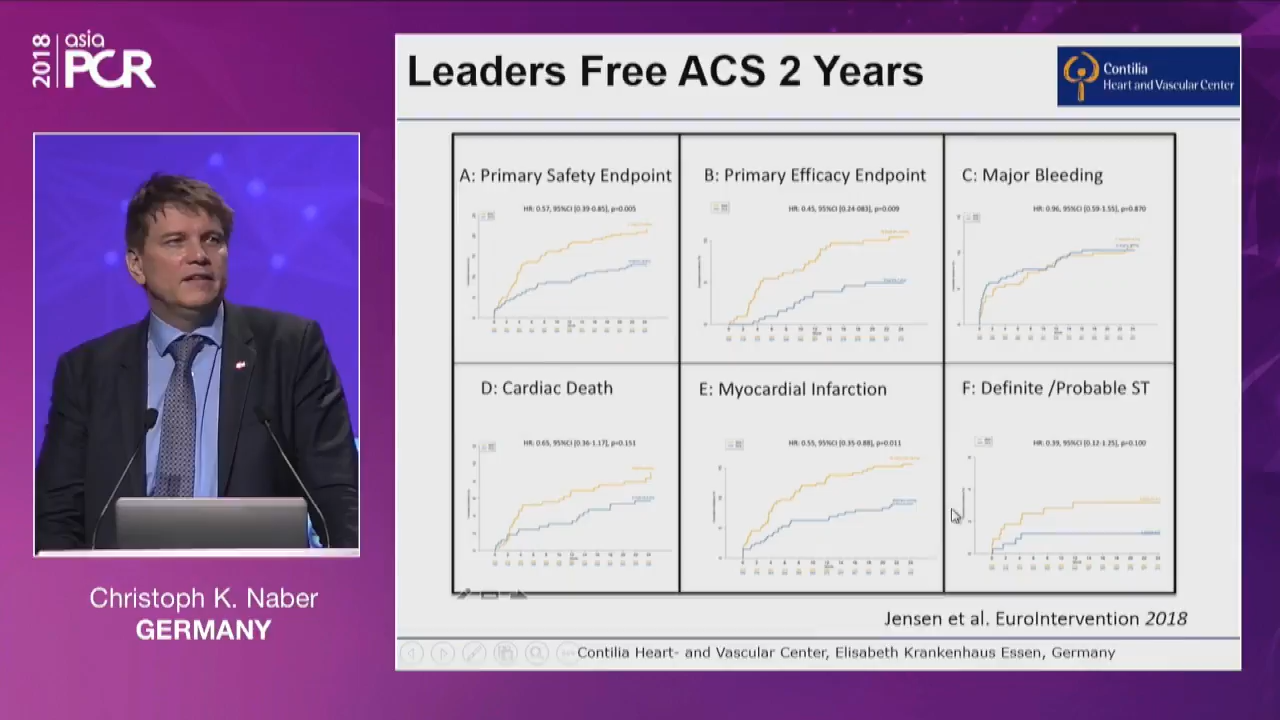 2018
asia
PCR
Leaders Free ACS 2 Years
Contilia
Heart and Vascular Center
A: Primary Safety Endpoint
HR: 0.57, 95%CI [0.39-0.85], p=0.005
B: Primary Efficacy Endpoint
HR: 0.45, 95%CI [0.24-083], p=0.009
C: Major Bleeding
HR: 0.96, 95%CI (0.59-1.55), p=0.870
D: Cardiac Death
HR: 0.65, 95%CI [0.36-1.17], p=0.151
E: Myocardial Infarction
HR: 0.55, 95%CI [0.35-0.88], p=0.011
F: Definite /Probable ST
HR: 0.39, 95%CI [0.12-1.25], p=0.100
Jensen et al. EuroIntervention 2018
Contilia Heart- and Vascular Center, Elisabeth Krankenhaus Essen, Germany
Christoph K. Naber
GERMANY